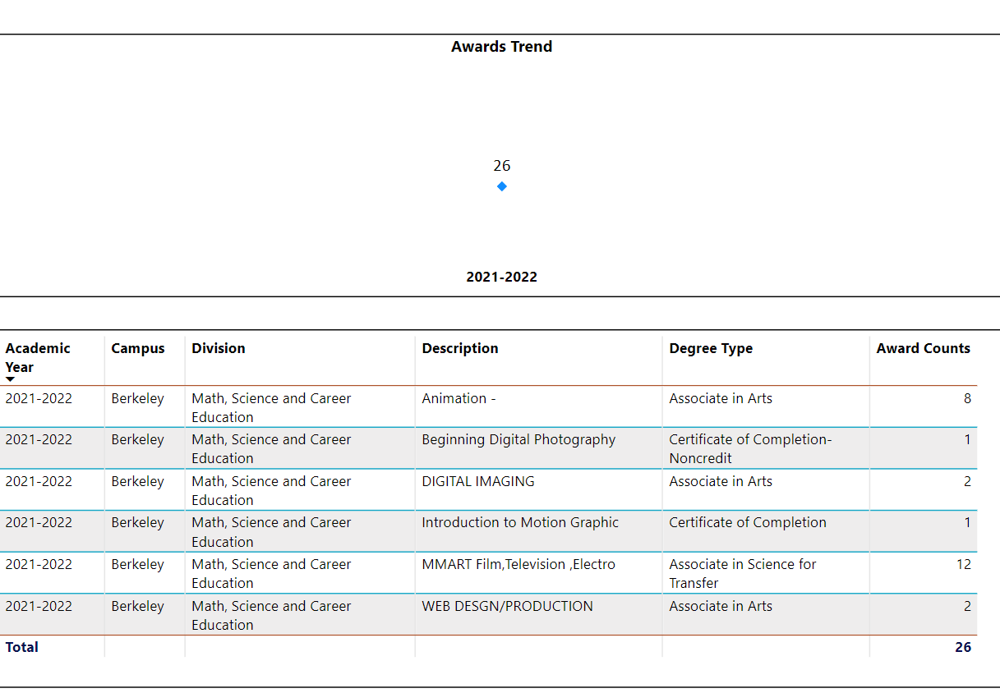 Awards Trend
26
2021-2022
Academic Year Campus Division Description Degree Type Award Counts
2021-2022 Berkeley Math, Science and Career Education Animation - Associate in Arts 8
2021-2022 Berkeley Math, Science and Career Education Beginning Digital Photography Certificate of Completion-Noncredit 1
2021-2022 Berkeley Math, Science and Career Education DIGITAL IMAGING Associate in Arts 2
2021-2022 Berkeley Math, Science and Career Education Introduction to Motion Graphic Certificate of Completion 1
2021-2022 Berkeley Math, Science and Career Education MMART Film,Television ,Electro Associate in Science for Transfer 12
2021-2022 Berkeley Math, Science and Career Education WEB DESGN/PRODUCTION Associate in Arts 2
Total 26